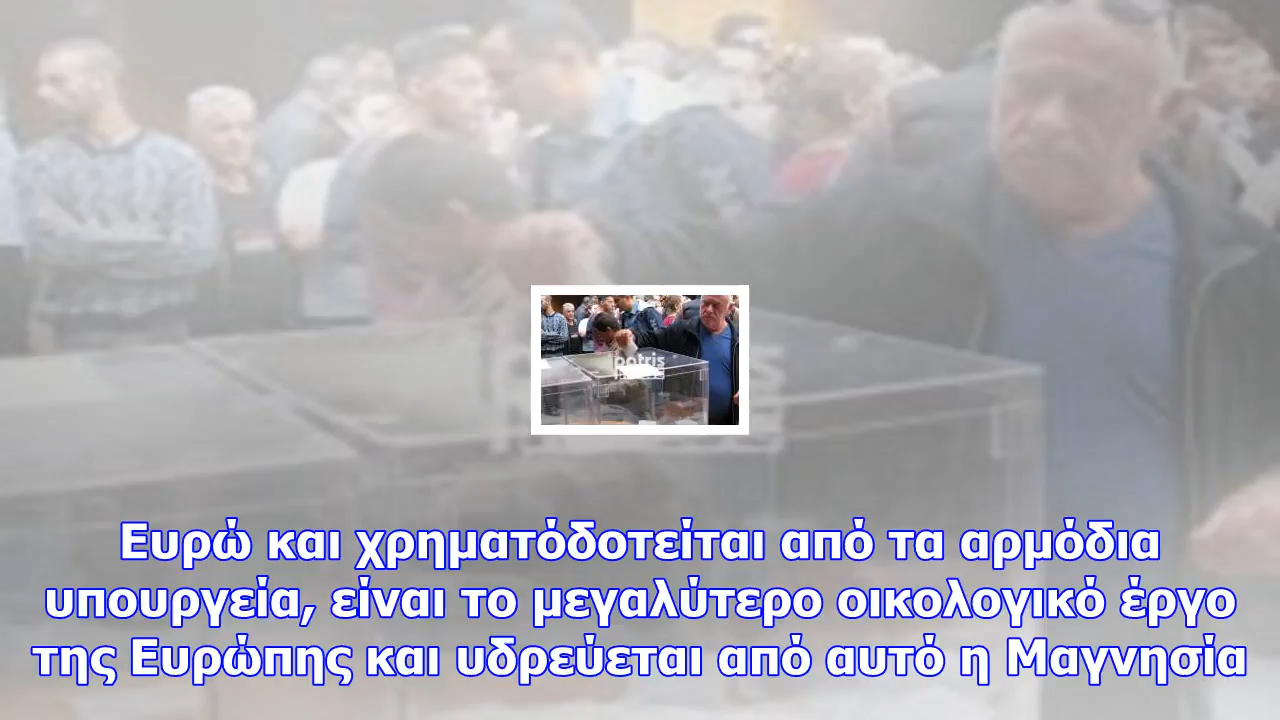 patris
Ευρώ και χρηματόδοτείται από τα αρμόδια
υπουργεία, είναι το μεγαλύτερο οικολογικό έργο
της Ευρώπης και υδρεύεται από αυτό η Μαγνησία